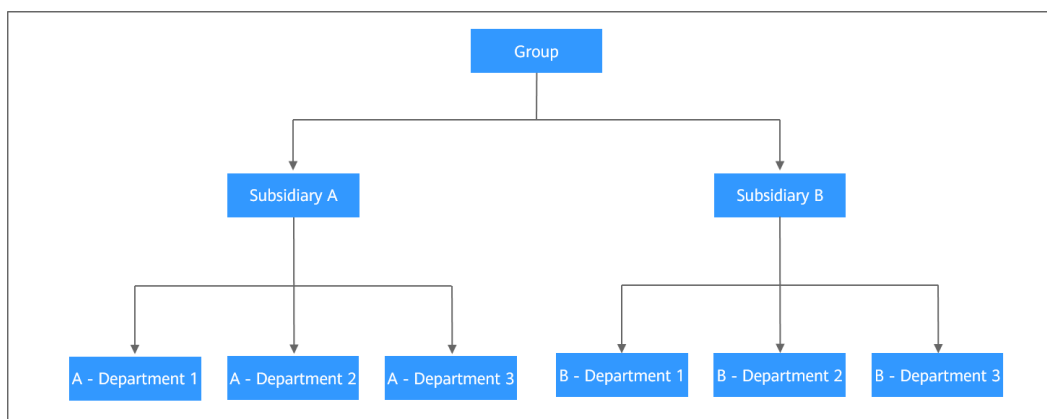 Group
Subsidiary A
Subsidiary B
A - Department 1
A - Department 2
A - Department 3
B - Department 1
B - Department 2
B - Department 3